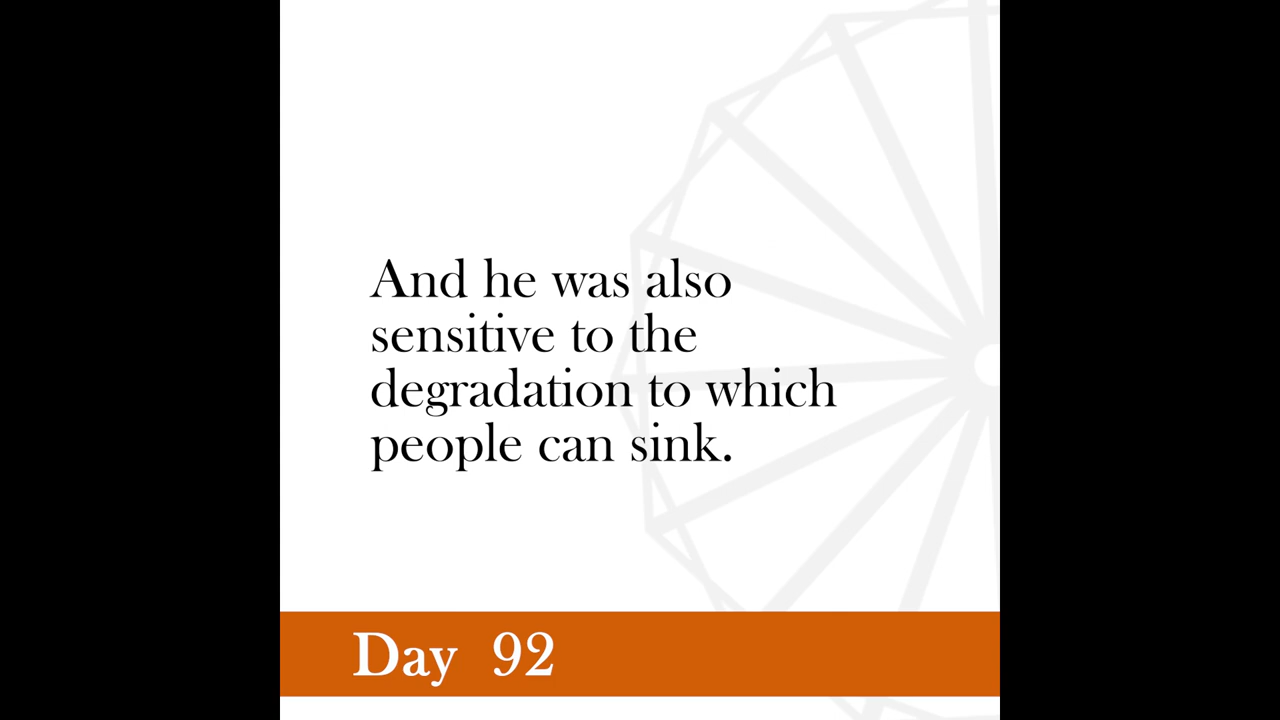 And he was also
sensitive to the
degradation to which
people can sink.
Day 92